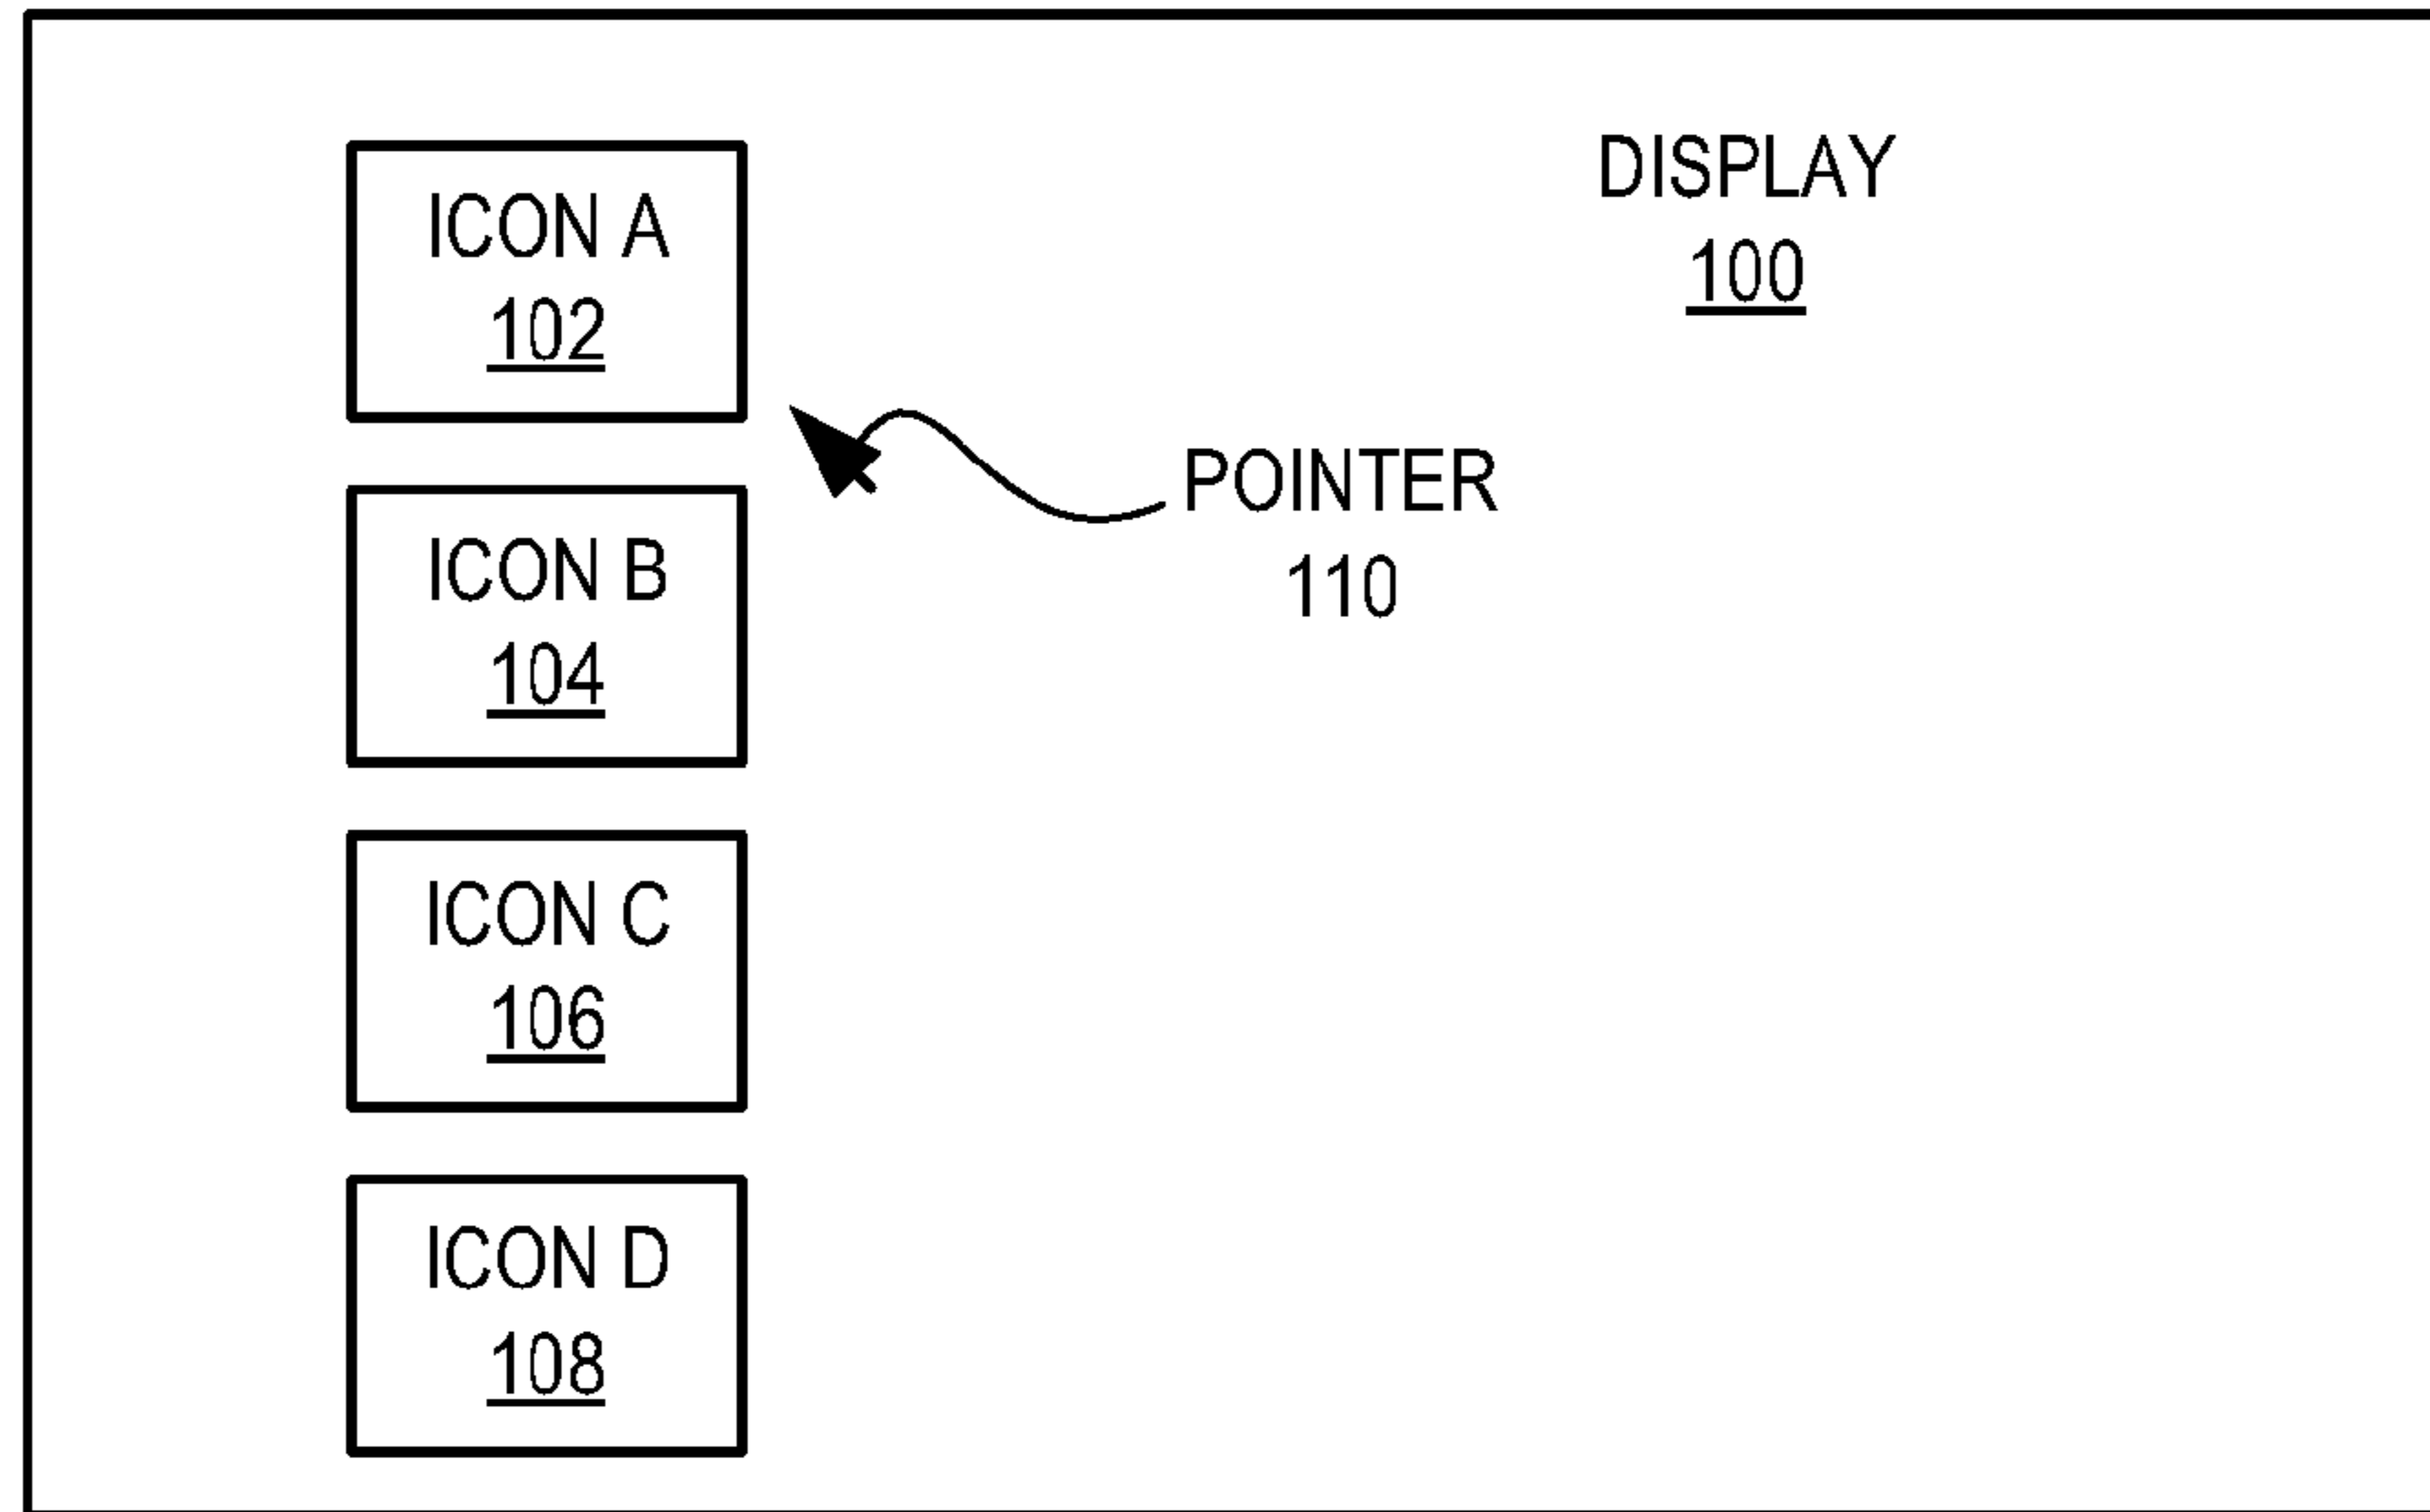 ICON A
102
DISPLAY
100
POINTER
110
ICON B
104
ICON C
106
ICON D
108